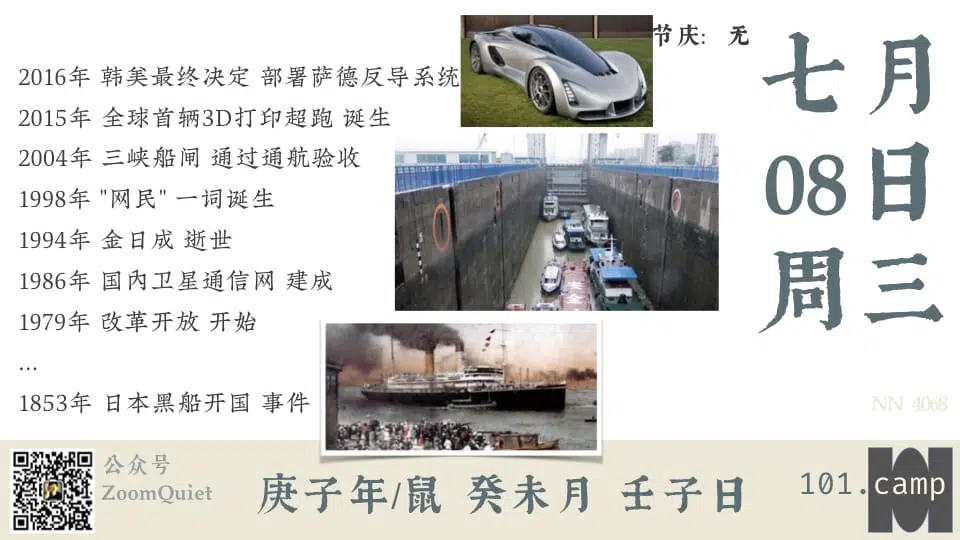 节庆: 无
七月
08日
周三
2016年 韩美最终决定 部署萨德反导系统
2015年 全球首辆3D打印超跑 诞生
2004年 三峡船闸 通过通航验收
1998年 "网民" 一词诞生
1994年 金日成 逝世
1986年 国内卫星通信网 建成
1979年 改革开放 开始
...
1853年 日本黑船开国 事件
NN 4068
公众号
ZoomQuiet
庚子年/鼠 癸未月 壬子日
101.camp